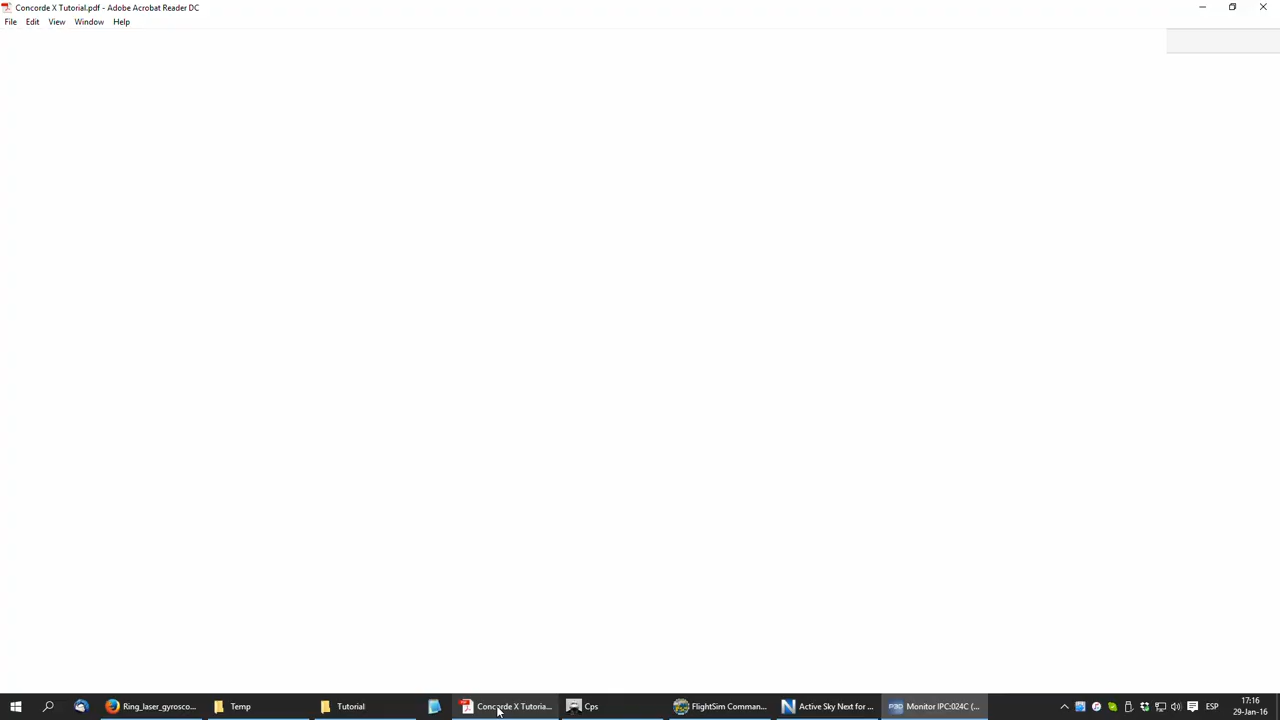 Concorde X Tutorial.pdf - Adobe Acrobat Reader DC
File Edit View Window Help
Ring_laser_gyrosco... Temp Tutorial Concorde X Tutoria... Cps FlightSim Comman... Active Sky Next for ... P3D Monitor IPC:024C (... ESP 17:16
29-Jan-16